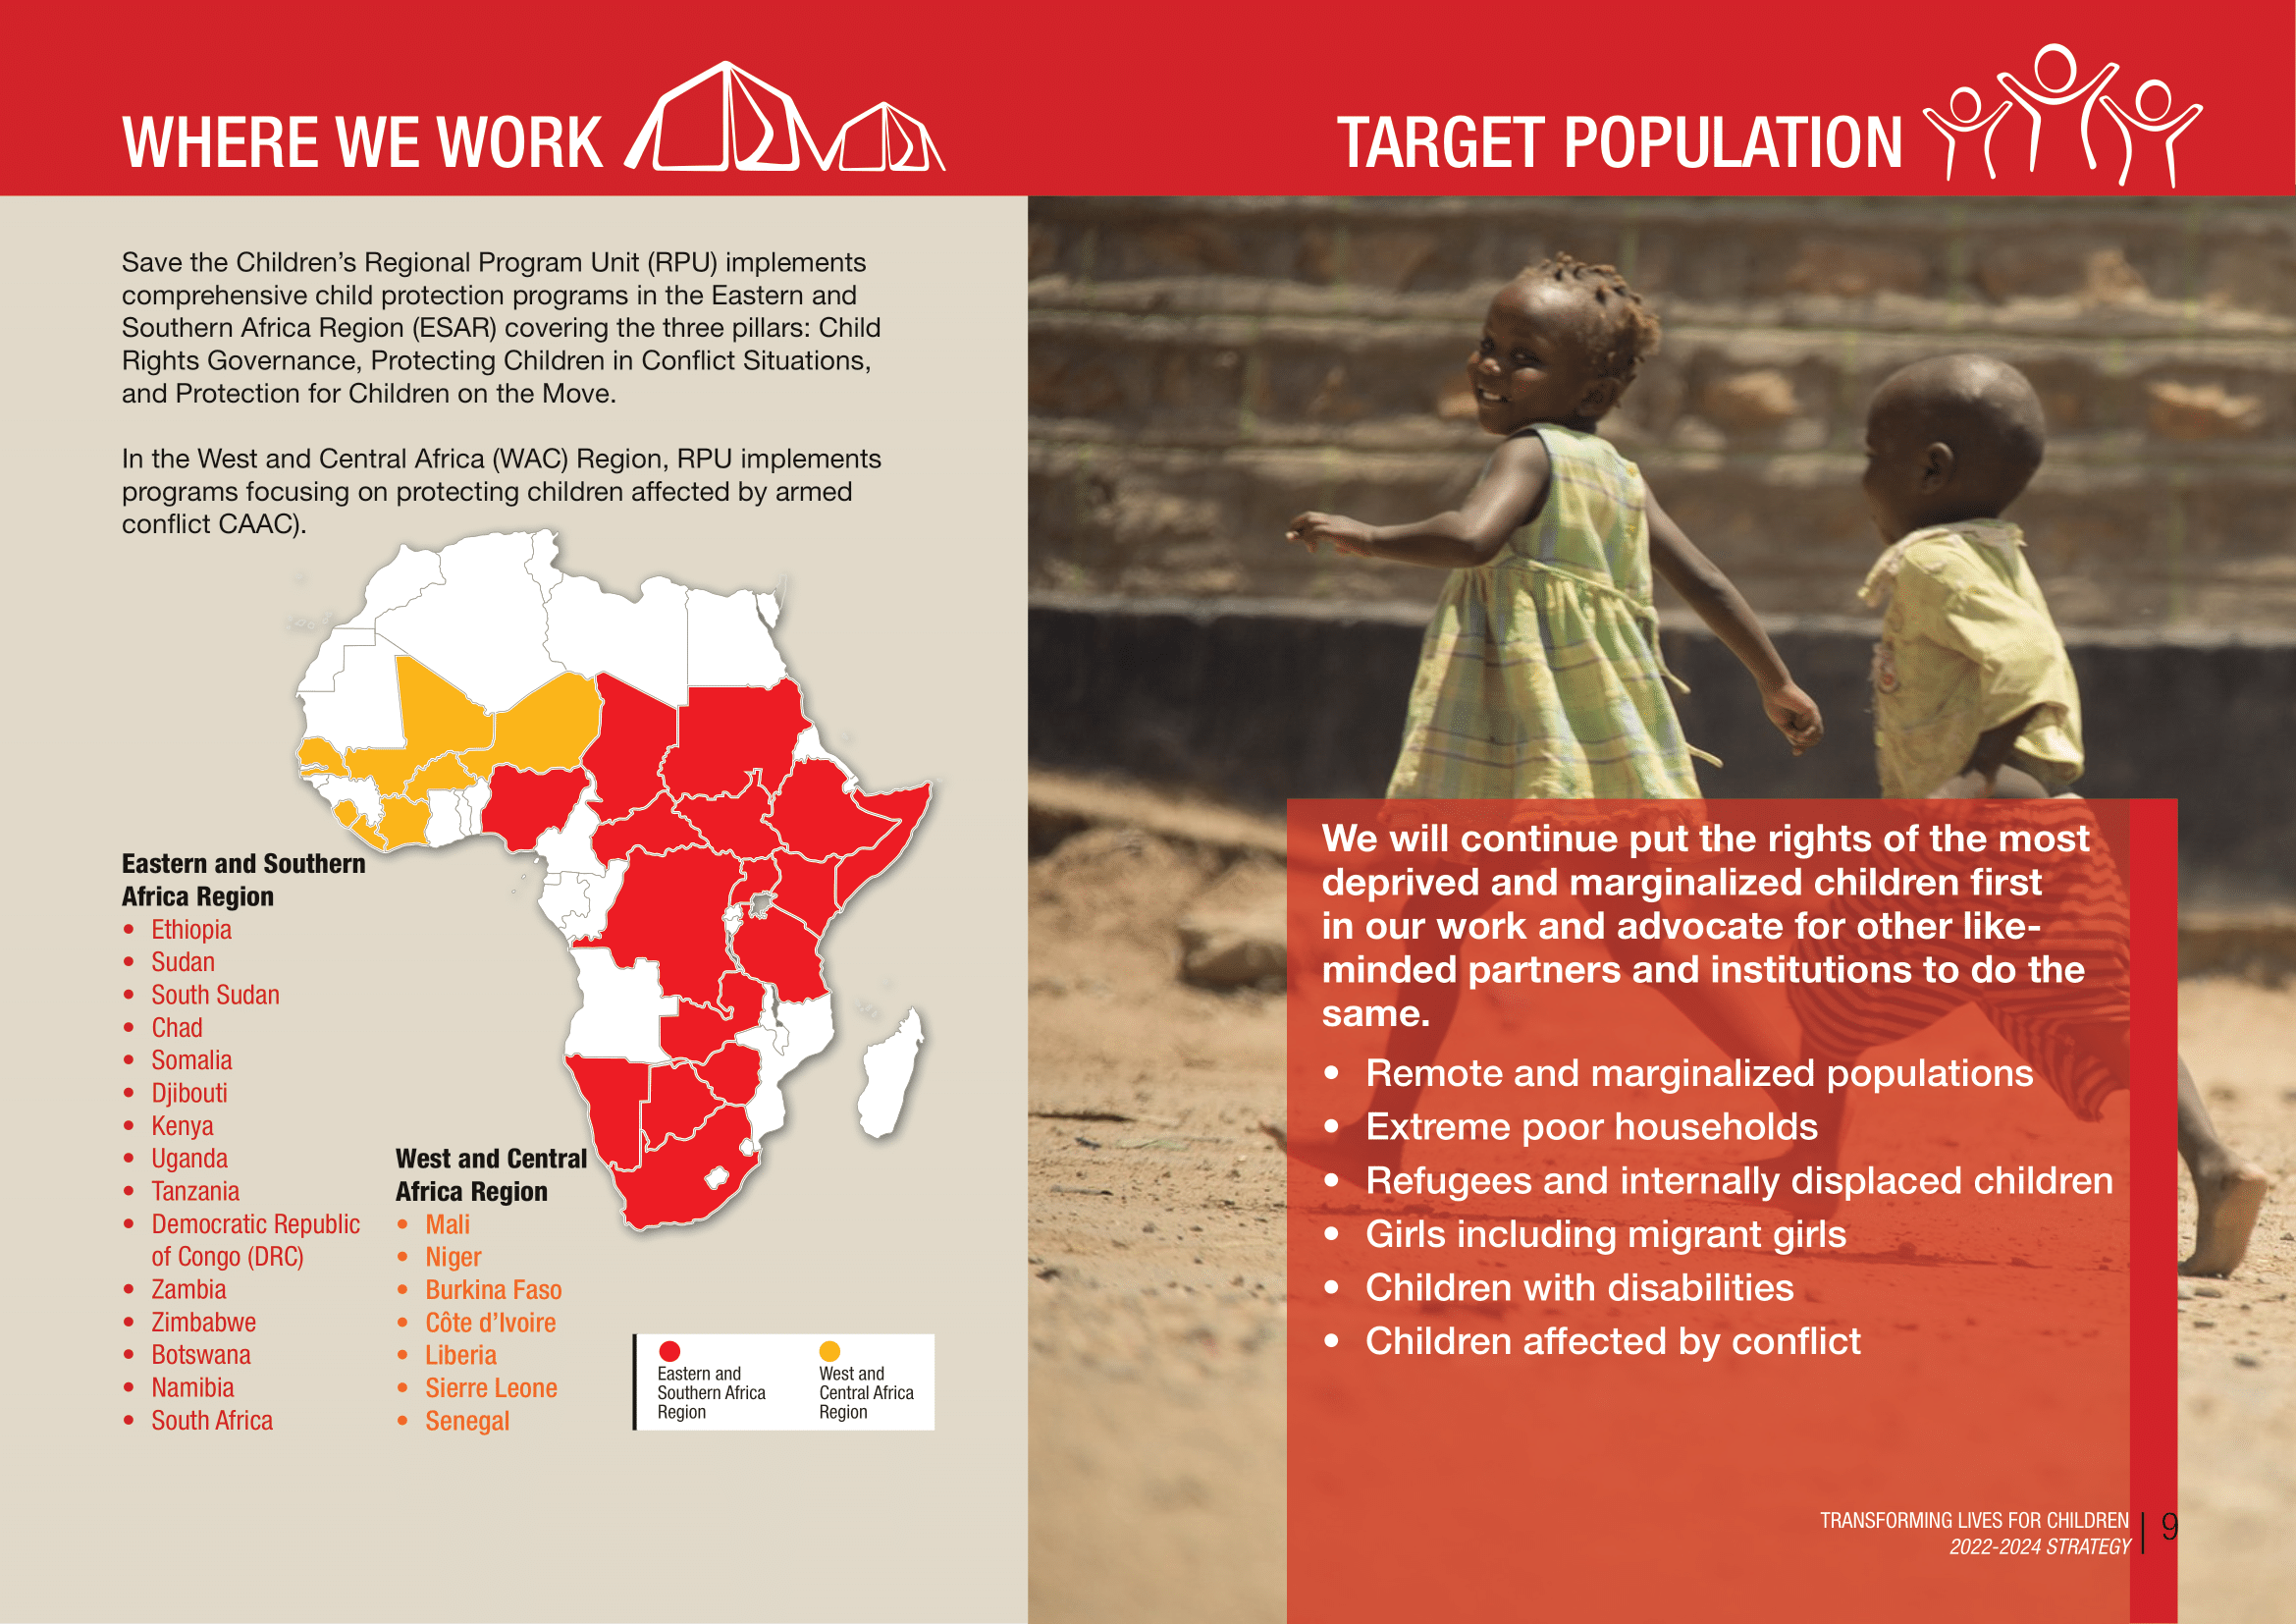 WHERE WE WORK
TARGET POPULATION
Save the Children’s Regional Program Unit (RPU) implements
comprehensive child protection programs in the Eastern and
Southern Africa Region (ESAR) covering the three pillars: Child
Rights Governance, Protecting Children in Conflict Situations,
and Protection for Children on the Move.
In the West and Central Africa (WAC) Region, RPU implements
programs focusing on protecting children affected by armed
conflict CAAC).
Eastern and Southern
Africa Region
• Ethiopia
• Sudan
• South Sudan
• Chad
• Somalia
• Djibouti
• Kenya
• Uganda
• Tanzania
• Democratic Republic
of Congo (DRC)
• Zambia
• Zimbabwe
• Botswana
• Namibia
• South Africa
West and Central
Africa Region
• Mali
• Niger
• Burkina Faso
• Côte d’Ivoire
• Liberia
• Sierre Leone
• Senegal
Eastern and
Southern Africa
Region
West and
Central Africa
Region
We will continue put the rights of the most
deprived and marginalized children first
in our work and advocate for other like-
minded partners and institutions to do the
same.
• Remote and marginalized populations
• Extreme poor households
• Refugees and internally displaced children
• Girls including migrant girls
• Children with disabilities
• Children affected by conflict
TRANSFORMING LIVES FOR CHILDREN
2022-2024 STRATEGY
9